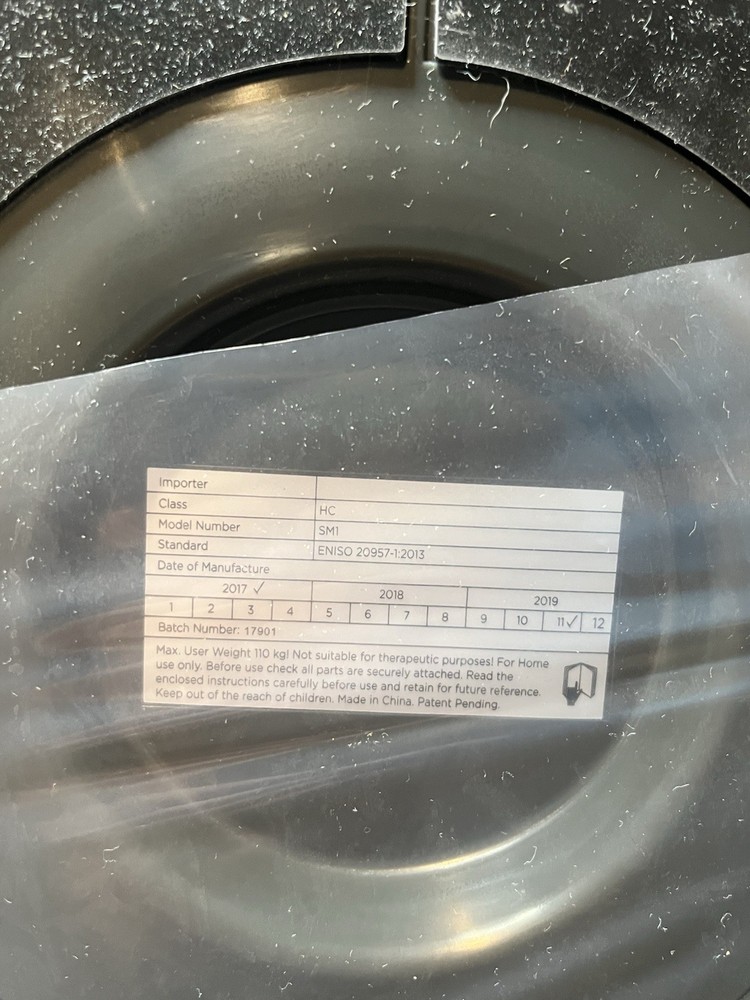 Importer
Class HC
Model Number SM1
Standard ENISO 20957-1:2013
Date of Manufacture
2017 ✓ 2018 2019
1 2 3 4 5 6 7 8 9 10 11 ✓ 12
Batch Number: 17901
Max. User Weight 110 kg! Not suitable for therapeutic purposes! For Home
use only. Before use check all parts are securely attached. Read the
enclosed instructions carefully before use and retain for future reference.
Keep out of the reach of children. Made in China. Patent Pending.